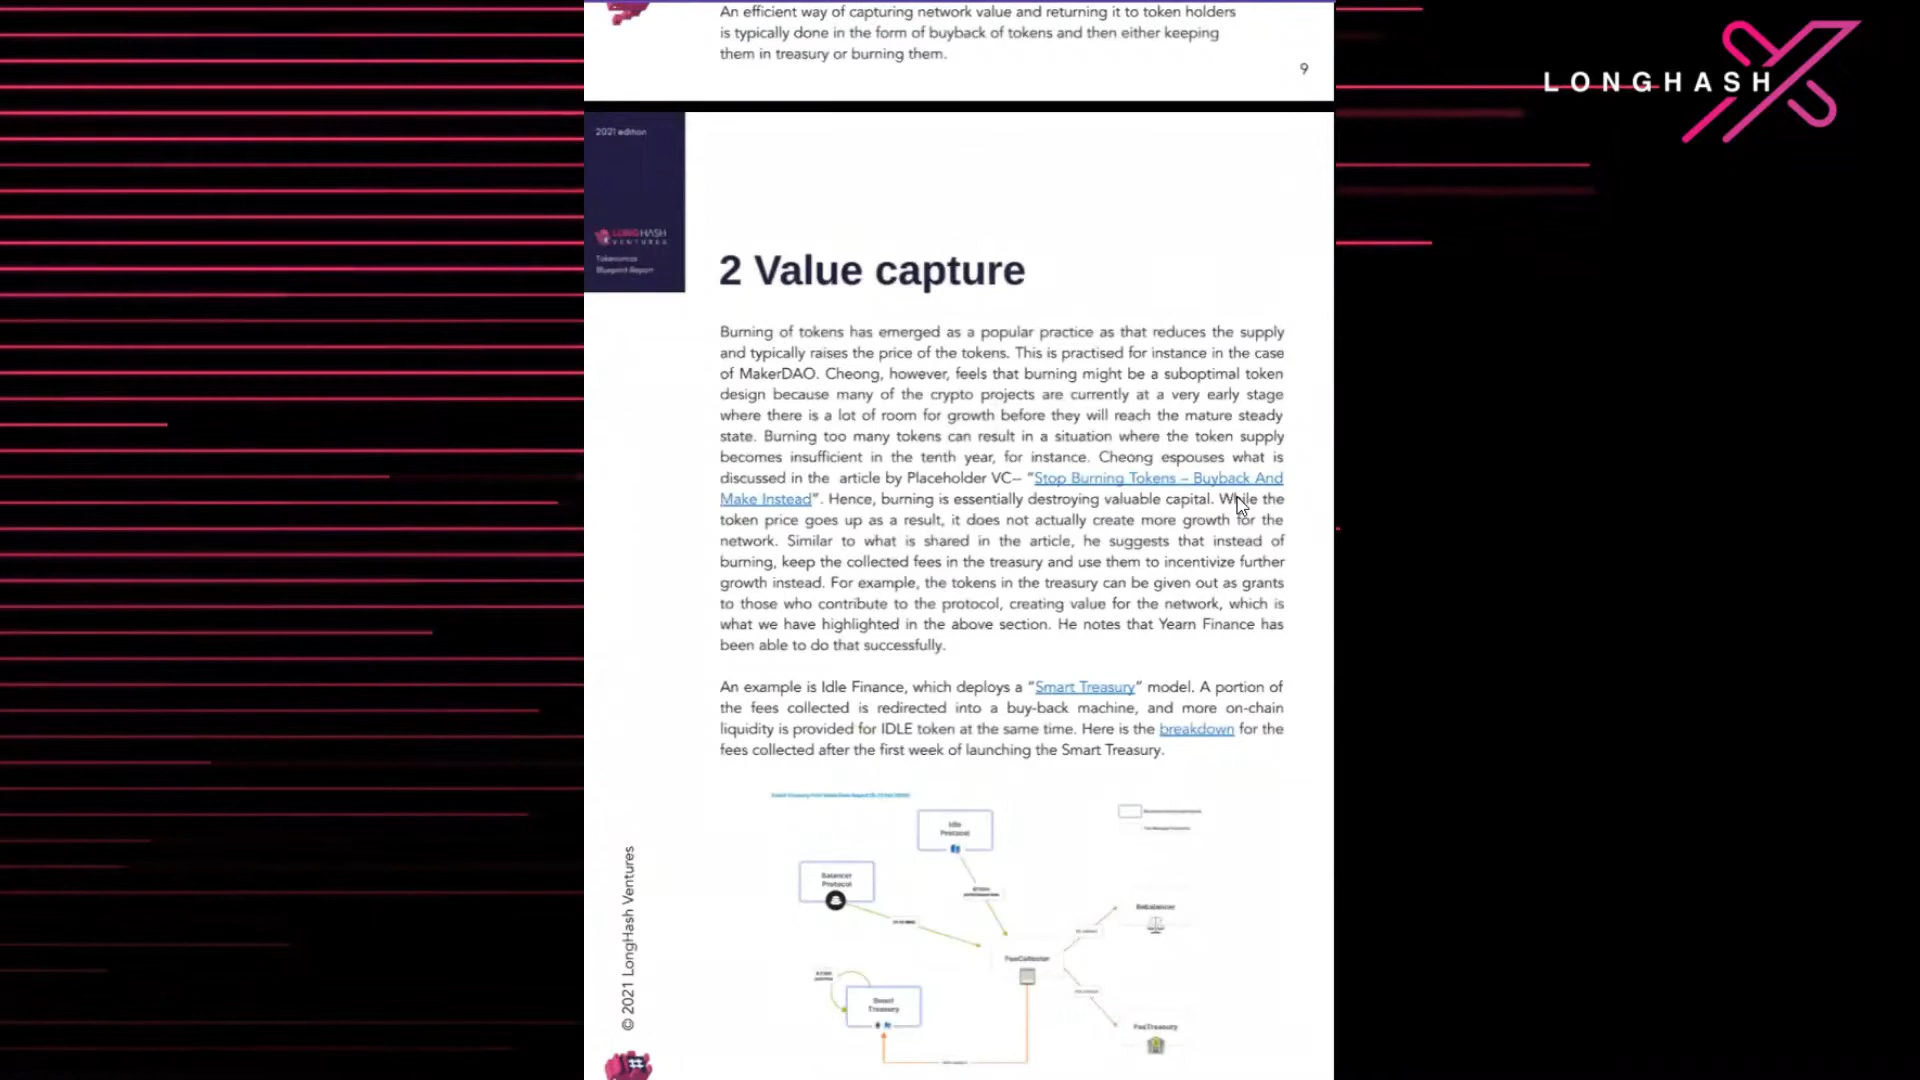 An efficient way of capturing network value and returning it to token holders
is typically done in the form of buyback of tokens and then either keeping
them in treasury or burning them.
9
LONGHASH
2021 edition
LONGHASH
VENTURES
Tokenomics
Blueprint Report
2 Value capture
Burning of tokens has emerged as a popular practice as that reduces the supply
and typically raises the price of the tokens. This is practised for instance in the case
of MakerDAO. Cheong, however, feels that burning might be a suboptimal token
design because many of the crypto projects are currently at a very early stage
where there is a lot of room for growth before they will reach the mature steady
state. Burning too many tokens can result in a situation where the token supply
becomes insufficient in the tenth year, for instance. Cheong espouses what is
discussed in the article by Placeholder VC– “Stop Burning Tokens – Buyback And
Make Instead”. Hence, burning is essentially destroying valuable capital. While the
token price goes up as a result, it does not actually create more growth for the
network. Similar to what is shared in the article, he suggests that instead of
burning, keep the collected fees in the treasury and use them to incentivize further
growth instead. For example, the tokens in the treasury can be given out as grants
to those who contribute to the protocol, creating value for the network, which is
what we have highlighted in the above section. He notes that Yearn Finance has
been able to do that successfully.
An example is Idle Finance, which deploys a “Smart Treasury” model. A portion of
the fees collected is redirected into a buy-back machine, and more on-chain
liquidity is provided for IDLE token at the same time. Here is the breakdown for the
fees collected after the first week of launching the Smart Treasury.
Idle
Protocol
Balancer
Protocol
Rebalancer
FeeCollector
Smart
Treasury
FeeTreasury
© 2021 LongHash Ventures